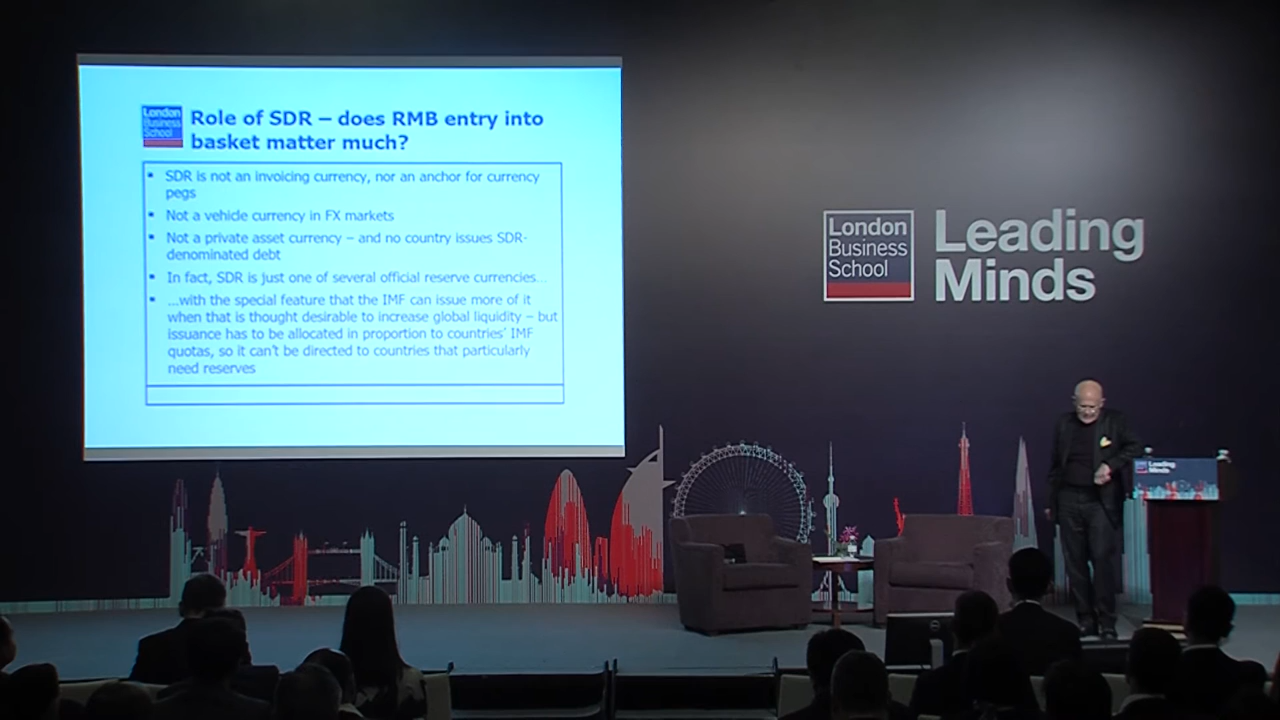 London
Business
School
Role of SDR – does RMB entry into
basket matter much?
▪ SDR is not an invoicing currency, nor an anchor for currency
pegs
▪ Not a vehicle currency in FX markets
▪ Not a private asset currency – and no country issues SDR-
denominated debt
▪ In fact, SDR is just one of several official reserve currencies…
▪ …with the special feature that the IMF can issue more of it
when that is thought desirable to increase global liquidity – but
issuance has to be allocated in proportion to countries' IMF
quotas, so it can't be directed to countries that particularly
need reserves
London
Business
School
Leading
Minds
Leading
Minds